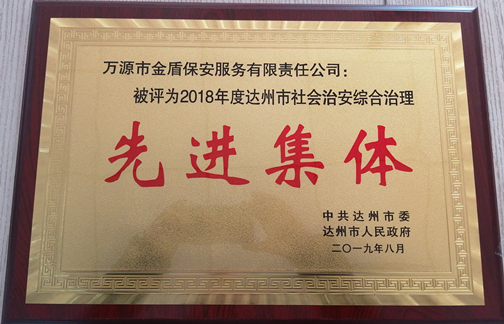 万源市金盾保安服务有限责任公司：
被评为2018年度达州市社会治安综合治理
先进集体
中共达州市委
达州市人民政府
二〇一九年八月